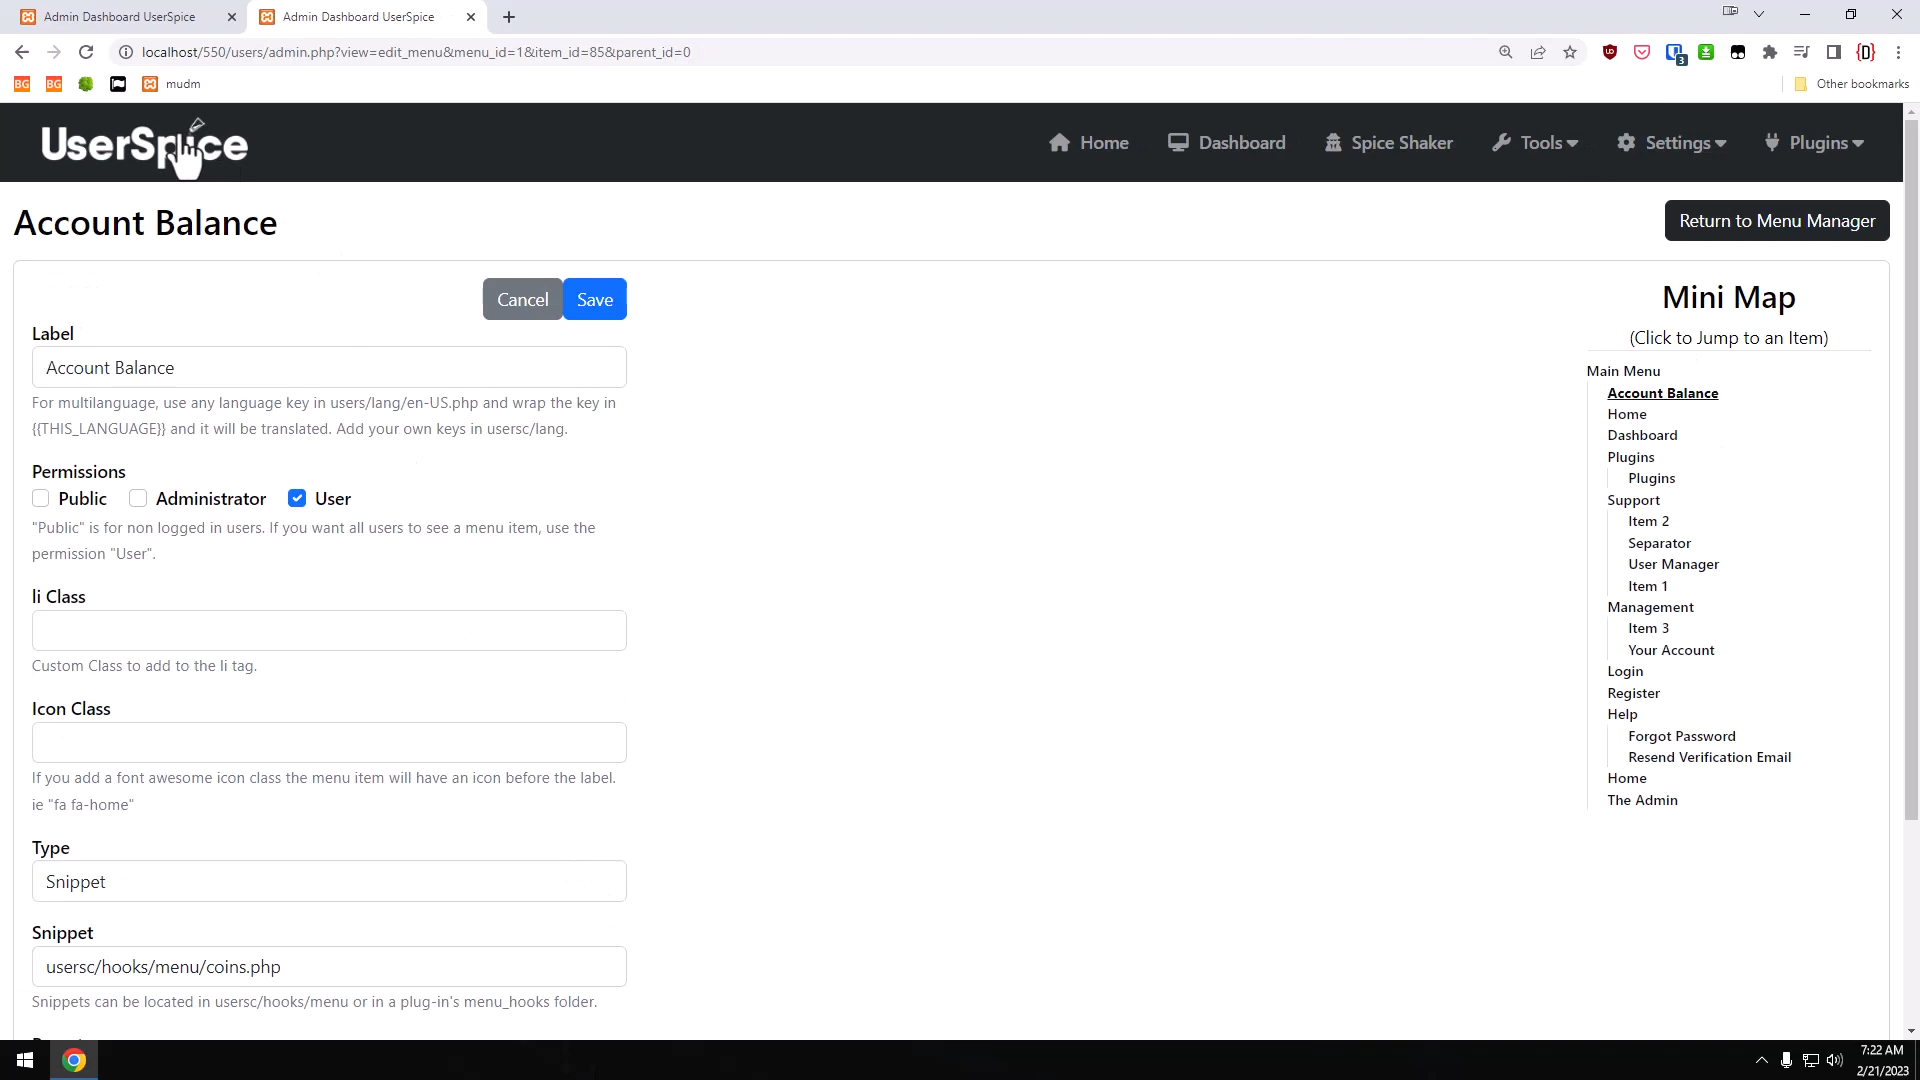 Admin Dashboard UserSpice
Admin Dashboard UserSpice
localhost/550/users/admin.php?view=edit_menu&menu_id=1&item_id=85&parent_id=0
3
{D}
BG
BG
mudm
Other bookmarks
UserSpice
Home
Dashboard
Spice Shaker
Tools
Settings
Plugins
Account Balance
Return to Menu Manager
Cancel
Save
Label
Account Balance
For multilanguage, use any language key in users/lang/en-US.php and wrap the key in
{{THIS_LANGUAGE}} and it will be translated. Add your own keys in usersc/lang.
Permissions
Public
Administrator
User
"Public" is for non logged in users. If you want all users to see a menu item, use the
permission "User".
li Class
Custom Class to add to the li tag.
Icon Class
If you add a font awesome icon class the menu item will have an icon before the label.
ie "fa fa-home"
Type
Snippet
Snippet
usersc/hooks/menu/coins.php
Snippets can be located in usersc/hooks/menu or in a plug-in's menu_hooks folder.
Mini Map
(Click to Jump to an Item)
Main Menu
Account Balance
Home
Dashboard
Plugins
Plugins
Support
Item 2
Separator
User Manager
Item 1
Management
Item 3
Your Account
Login
Register
Help
Forgot Password
Resend Verification Email
Home
The Admin
7:22 AM
2/21/2023